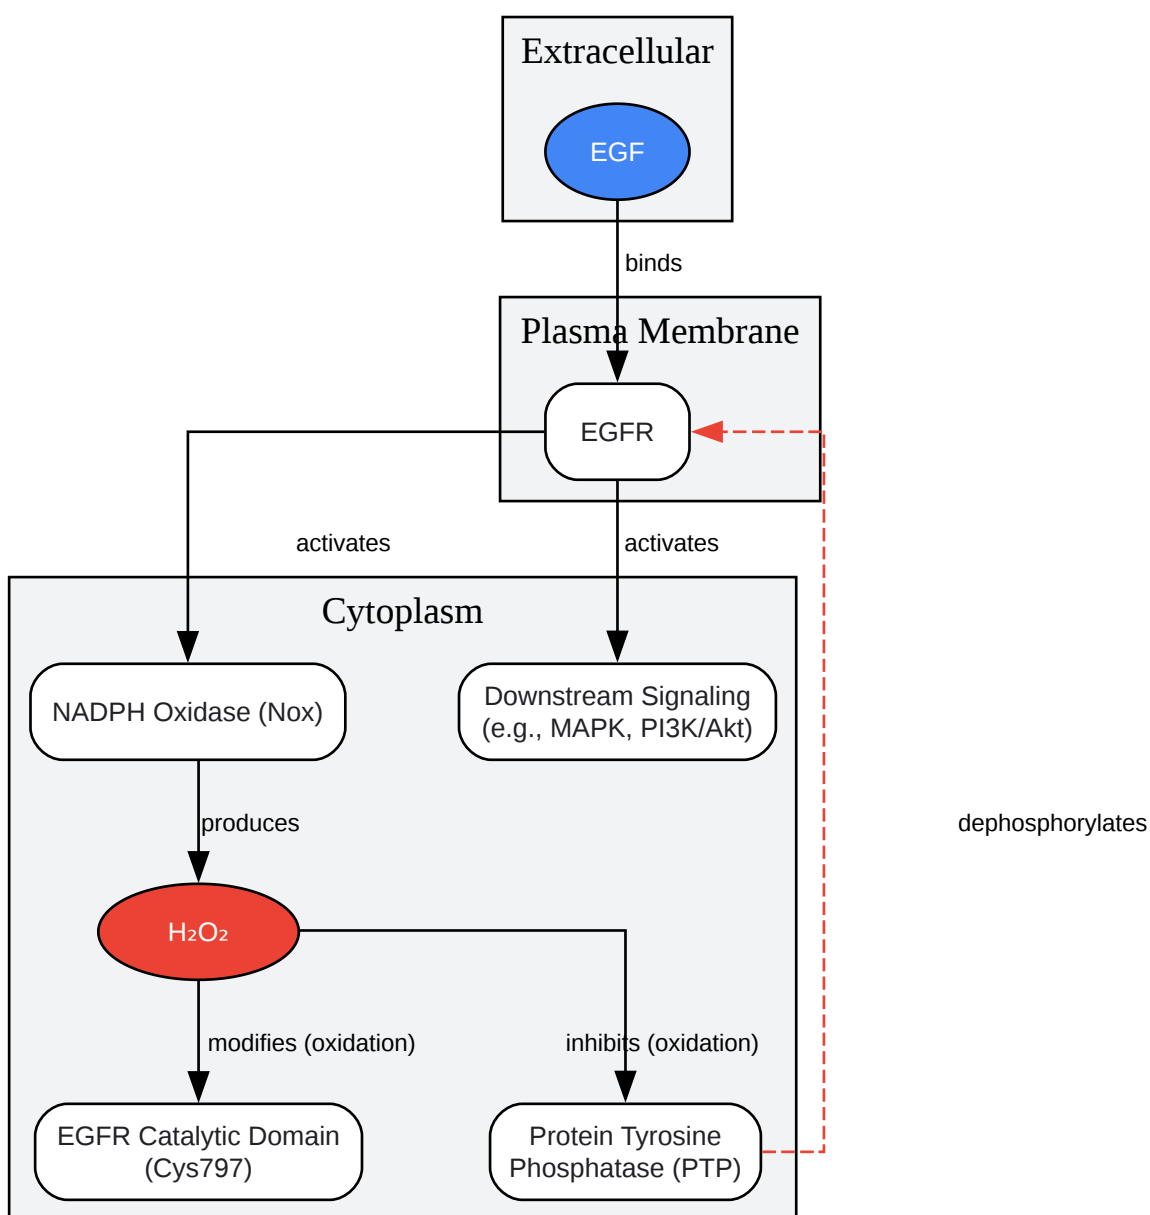 Extracellular
EGF
binds
Plasma Membrane
EGFR
activates
activates
Cytoplasm
NADPH Oxidase (Nox)
Downstream Signaling
(e.g., MAPK, PI3K/Akt)
produces
dephosphorylates
H₂O₂
modifies (oxidation)
inhibits (oxidation)
EGFR Catalytic Domain
(Cys797)
Protein Tyrosine
Phosphatase (PTP)